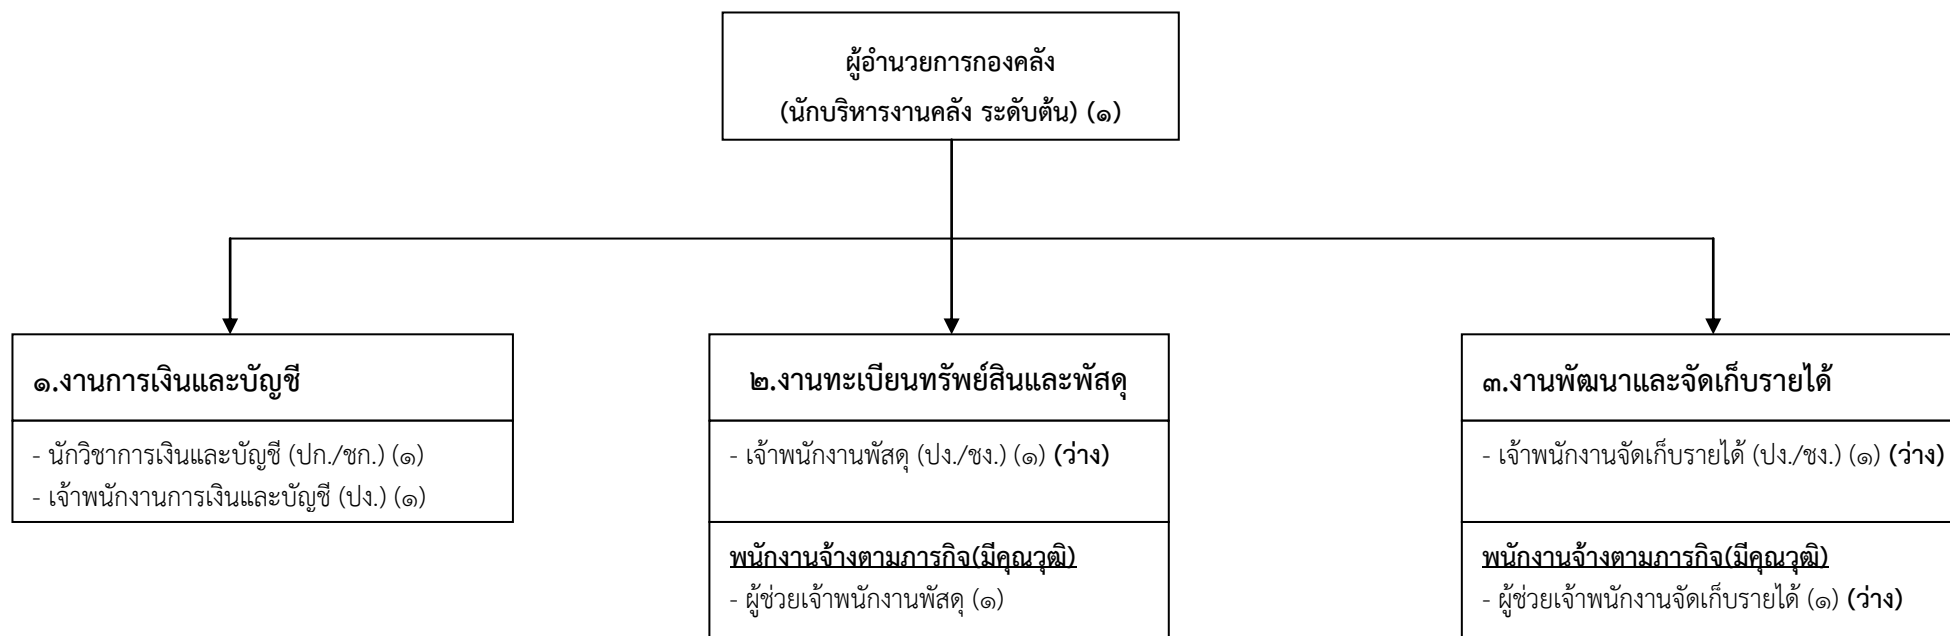 ผู้อำนวยการกองคลัง
(นักบริหารงานคลัง ระดับต้น) (๑)
๑.งานการเงินและบัญชี
- นักวิชาการเงินและบัญชี (ปก./ชก.) (๑)
- เจ้าพนักงานการเงินและบัญชี (ปง.) (๑)
๒.งานทะเบียนทรัพย์สินและพัสดุ
- เจ้าพนักงานพัสดุ (ปง./ชง.) (๑) (ว่าง)
พนักงานจ้างตามภารกิจ(มีคุณวุฒิ)
- ผู้ช่วยเจ้าพนักงานพัสดุ (๑)
๓.งานพัฒนาและจัดเก็บรายได้
- เจ้าพนักงานจัดเก็บรายได้ (ปง./ชง.) (๑) (ว่าง)
พนักงานจ้างตามภารกิจ(มีคุณวุฒิ)
- ผู้ช่วยเจ้าพนักงานจัดเก็บรายได้ (๑) (ว่าง)